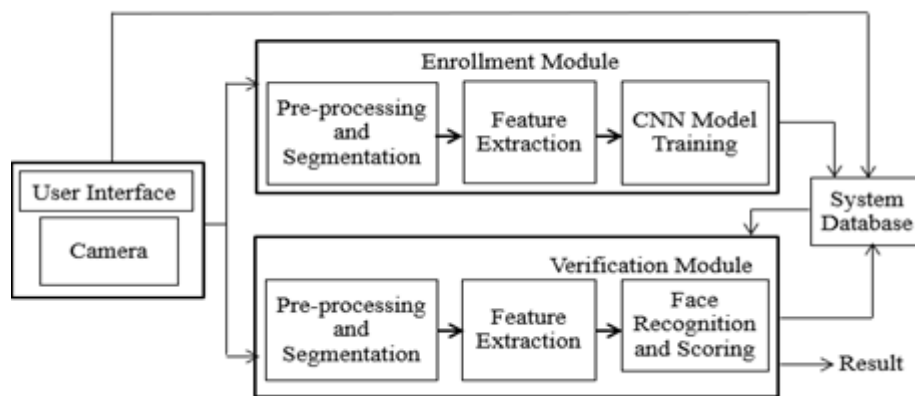 Enrollment Module
Pre-processing
and
Segmentation
Feature
Extraction
CNN Model
Training
User Interface
Camera
System
Database
Verification Module
Pre-processing
and
Segmentation
Feature
Extraction
Face
Recognition
and Scoring
Result